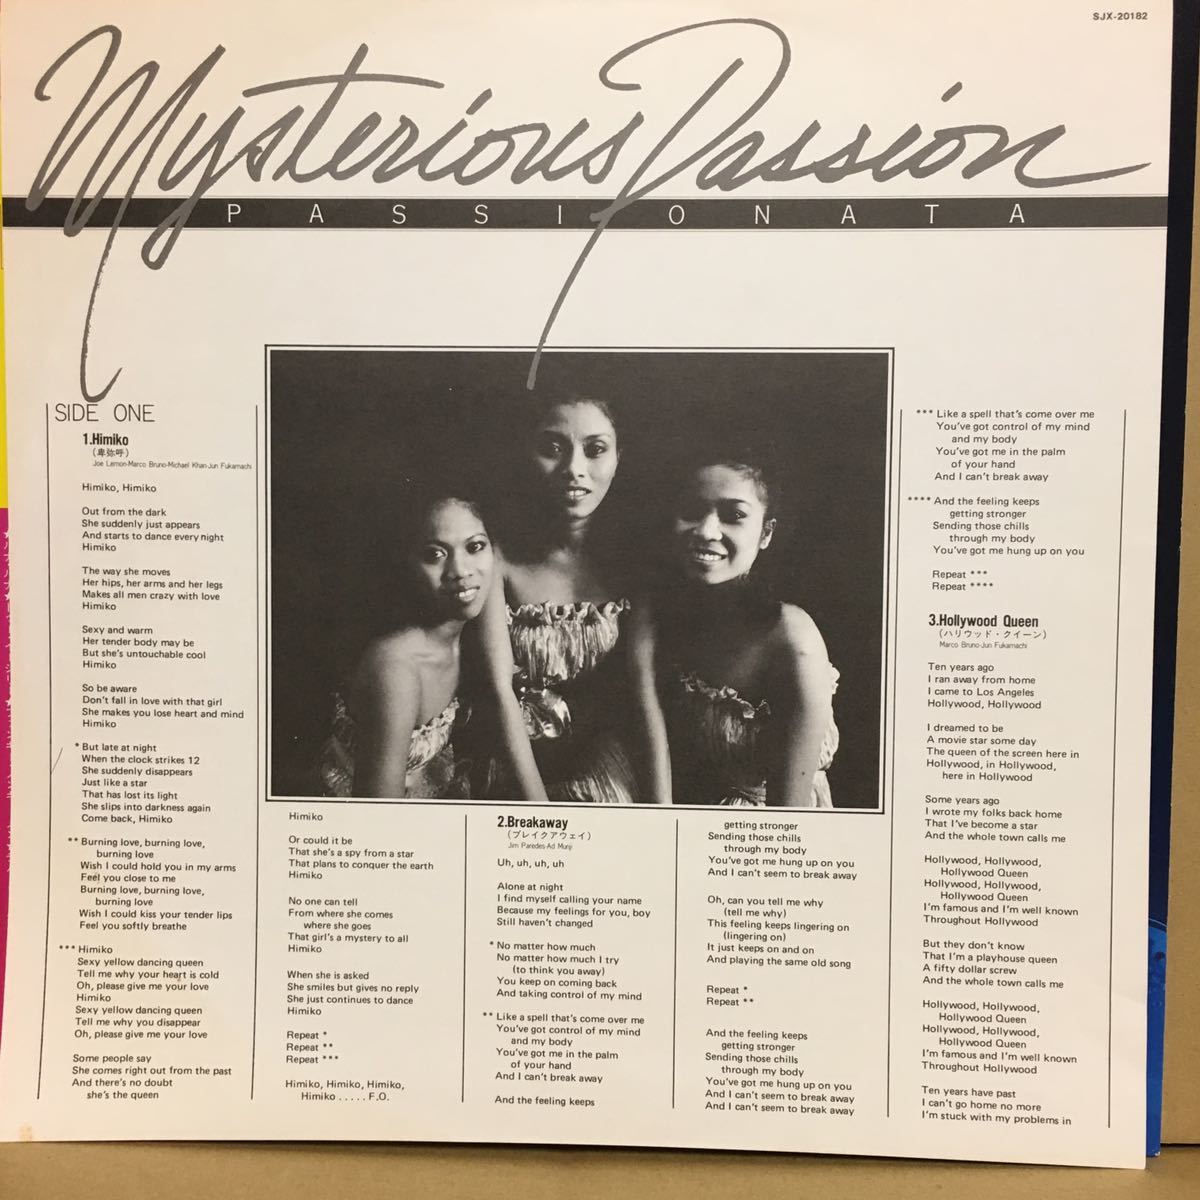 SJX-20182
Mysterious Passion
PASSIONATA
SIDE ONE
1.Himiko
(卑弥呼)
Joe Lemon-Marco Bruno-Michael Khan-Jun Fukamachi
Himiko, Himiko
Out from the dark
She suddenly just appears
And starts to dance every night
Himiko
The way she moves
Her hips, her arms and her legs
Makes all men crazy with love
Himiko
Sexy and warm
Her tender body may be
But she's untouchable cool
Himiko
So be aware
Don't fall in love with that girl
She makes you lose heart and mind
Himiko
* But late at night
When the clock strikes 12
She suddenly disappears
Just like a star
That has lost its light
She slips into darkness again
Come back, Himiko
** Burning love, burning love,
burning love
Wish I could hold you in my arms
Feel you close to me
Burning love, burning love,
burning love
Wish I could kiss your tender lips
Feel you softly breathe
*** Himiko
Sexy yellow dancing queen
Tell me why your heart is cold
Oh, please give me your love
Himiko
Sexy yellow dancing queen
Tell me why you disappear
Oh, please give me your love
Some people say
She comes right out from the past
And there's no doubt
she's the queen
Himiko
Or could it be
That she's a spy from a star
That plans to conquer the earth
Himiko
No one can tell
From where she comes
where she goes
That girl's a mystery to all
Himiko
When she is asked
She smiles but gives no reply
She just continues to dance
Himiko
Repeat *
Repeat **
Repeat ***
Himiko, Himiko, Himiko,
Himiko ..... F.O.
2.Breakaway
(ブレイクアウェイ)
Jim Paredes-Ad Munji
Uh, uh, uh, uh
Alone at night
I find myself calling your name
Because my feelings for you, boy
Still haven't changed
* No matter how much
No matter how much I try
(to think you away)
You keep on coming back
And taking control of my mind
** Like a spell that's come over me
You've got control of my mind
and my body
You've got me in the palm
of your hand
And I can't break away
And the feeling keeps
getting stronger
Sending those chills
through my body
You've got me hung up on you
And I can't seem to break away
Oh, can you tell me why
(tell me why)
This feeling keeps lingering on
(lingering on)
It just keeps on and on
And playing the same old song
Repeat *
Repeat **
And the feeling keeps
getting stronger
Sending those chills
through my body
You've got me hung up on you
And I can't seem to break away
And I can't seem to break away
*** Like a spell that's come over me
You've got control of my mind
and my body
You've got me in the palm
of your hand
And I can't break away
**** And the feeling keeps
getting stronger
Sending those chills
through my body
You've got me hung up on you
Repeat ***
Repeat ****
3.Hollywood Queen
(ハリウッド・クイーン)
Marco Bruno-Jun Fukamachi
Ten years ago
I ran away from home
I came to Los Angeles
Hollywood, Hollywood
I dreamed to be
A movie star some day
The queen of the screen here in
Hollywood, in Hollywood,
here in Hollywood
Some years ago
I wrote my folks back home
That I've become a star
And the whole town calls me
Hollywood, Hollywood,
Hollywood Queen
Hollywood, Hollywood,
Hollywood Queen
I'm famous and I'm well known
Throughout Hollywood
But they don't know
That I'm a playhouse queen
A fifty dollar screw
And the whole town calls me
Hollywood, Hollywood,
Hollywood Queen
Hollywood, Hollywood,
Hollywood Queen
I'm famous and I'm well known
Throughout Hollywood
Ten years have past
I can't go home no more
I'm stuck with my problems in